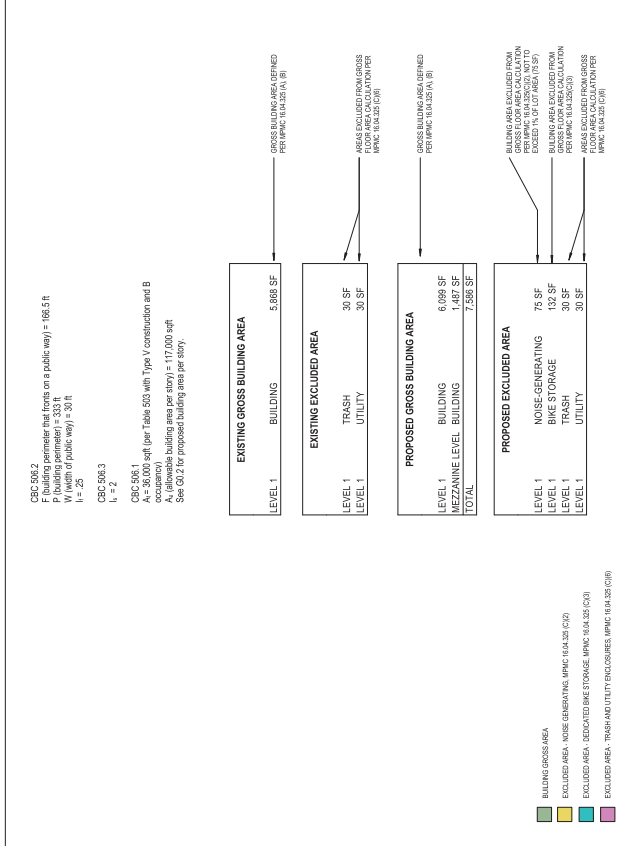 CBC 506.2
F (building perimeter that fronts on a public way) = 166.5 ft
P (building perimeter) = 333 ft
W (width of public way) = 30 ft
If = .25
CBC 506.3
Is = 2
CBC 506.1
At = 36,000 sqft (per Table 503 with Type V construction and B
occupancy)
Aa (allowable building area per story) = 117,000 sqft
See G0.2 for proposed building area per story.
EXISTING GROSS BUILDING AREA
LEVEL 1 BUILDING 5,868 SF
GROSS BUILDING AREA DEFINED
PER MPMC 16.04.325 (A), (B)
EXISTING EXCLUDED AREA
LEVEL 1 TRASH 30 SF
LEVEL 1 UTILITY 30 SF
AREAS EXCLUDED FROM GROSS
FLOOR AREA CALCULATION PER
MPMC 16.04.325 (C)(6)
PROPOSED GROSS BUILDING AREA
LEVEL 1 BUILDING 6,099 SF
MEZZANINE LEVEL BUILDING 1,487 SF
TOTAL 7,586 SF
GROSS BUILDING AREA DEFINED
PER MPMC 16.04.325 (A), (B)
PROPOSED EXCLUDED AREA
LEVEL 1 NOISE-GENERATING 75 SF
LEVEL 1 BIKE STORAGE 132 SF
LEVEL 1 TRASH 30 SF
LEVEL 1 UTILITY 30 SF
BUILDING AREA EXCLUDED FROM
GROSS FLOOR AREA CALCULATION
PER MPMC 16.04.325(C)(2), NOT TO
EXCEED 1% OF LOT AREA (75 SF)
BUILDING AREA EXCLUDED FROM
GROSS FLOOR AREA CALCULATION
PER MPMC 16.04.325(C)(3)
AREAS EXCLUDED FROM GROSS
FLOOR AREA CALCULATION PER
MPMC 16.04.325 (C)(6)
BUILDING GROSS AREA
EXCLUDED AREA - NOISE GENERATING, MPMC 16.04.325 (C)(2)
EXCLUDED AREA - DEDICATED BIKE STORAGE, MPMC 16.04.325 (C)(3)
EXCLUDED AREA - TRASH AND UTILITY ENCLOSURES, MPMC 16.04.325 (C)(6)